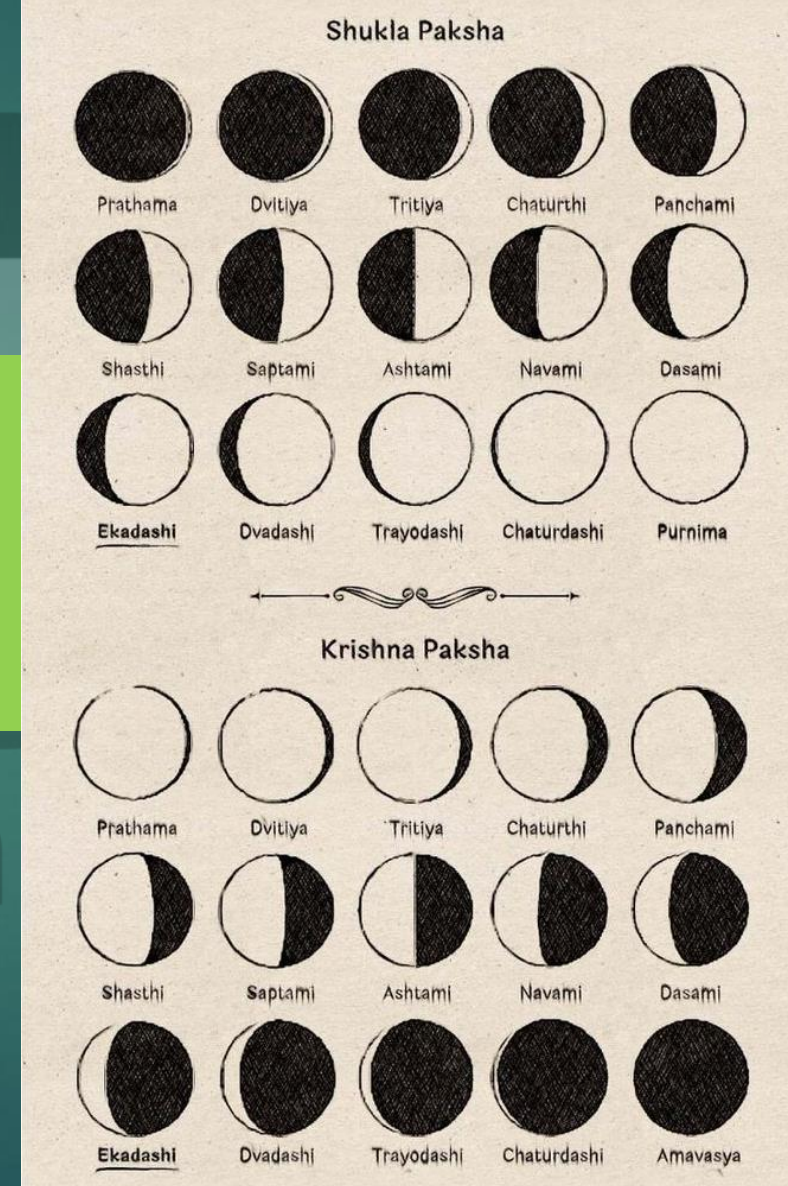 Shukla Paksha
Prathama Dvitiya Tritiya Chaturthi Panchami
Shasthi Saptami Ashtami Navami Dasami
Ekadashi Dvadashi Trayodashi Chaturdashi Purnima
Krishna Paksha
Prathama Dvitiya Tritiya Chaturthi Panchami
Shasthi Saptami Ashtami Navami Dasami
Ekadashi Dvadashi Trayodashi Chaturdashi Amavasya